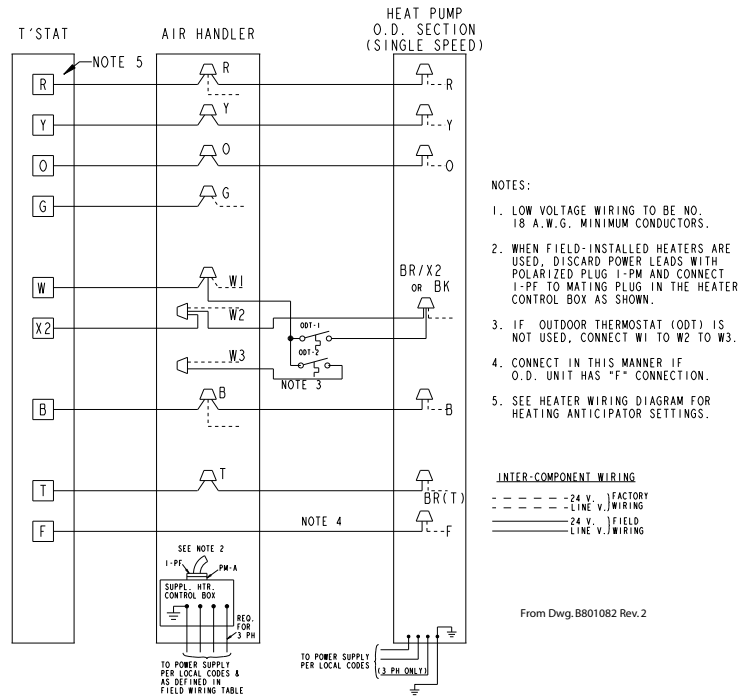 HEAT PUMP
O.D. SECTION
(SINGLE SPEED)
T'STAT
AIR HANDLER
NOTE 5
R
R
R
Y
Y
Y
O
O
O
G
G
W
W1
BR/X2
OR BK
X2
W2
ODT-1
ODT-2
W3
NOTE 3
B
B
B
T
T
BR(T)
F
NOTE 4
F
SEE NOTE 2
1-PF
PM-A
SUPPL. HTR.
CONTROL BOX
REQ.
FOR
3 PH
TO POWER SUPPLY
PER LOCAL CODES &
AS DEFINED IN
FIELD WIRING TABLE
TO POWER SUPPLY
PER LOCAL CODES
(3 PH ONLY)
NOTES:
1. LOW VOLTAGE WIRING TO BE NO.
18 A.W.G. MINIMUM CONDUCTORS.
2. WHEN FIELD-INSTALLED HEATERS ARE
USED, DISCARD POWER LEADS WITH
POLARIZED PLUG 1-PM AND CONNECT
1-PF TO MATING PLUG IN THE HEATER
CONTROL BOX AS SHOWN.
3. IF OUTDOOR THERMOSTAT (ODT) IS
NOT USED, CONNECT W1 TO W2 TO W3.
4. CONNECT IN THIS MANNER IF
O.D. UNIT HAS "F" CONNECTION.
5. SEE HEATER WIRING DIAGRAM FOR
HEATING ANTICIPATOR SETTINGS.
INTER-COMPONENT WIRING
24 V. } FACTORY
LINE V. } WIRING
24 V. } FIELD
LINE V. } WIRING
From Dwg. B801082 Rev. 2